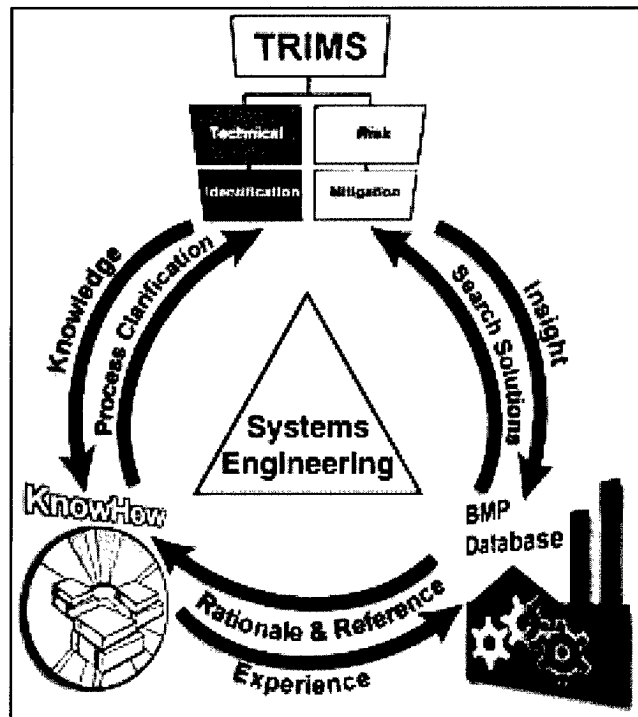 TRIMS
Technical
Risk
Identification
Mitigation
Knowledge
Process Clarification
Insight
Search Solutions
Systems
Engineering
KnowHow
BMP
Database
Rationale & Reference
Experience